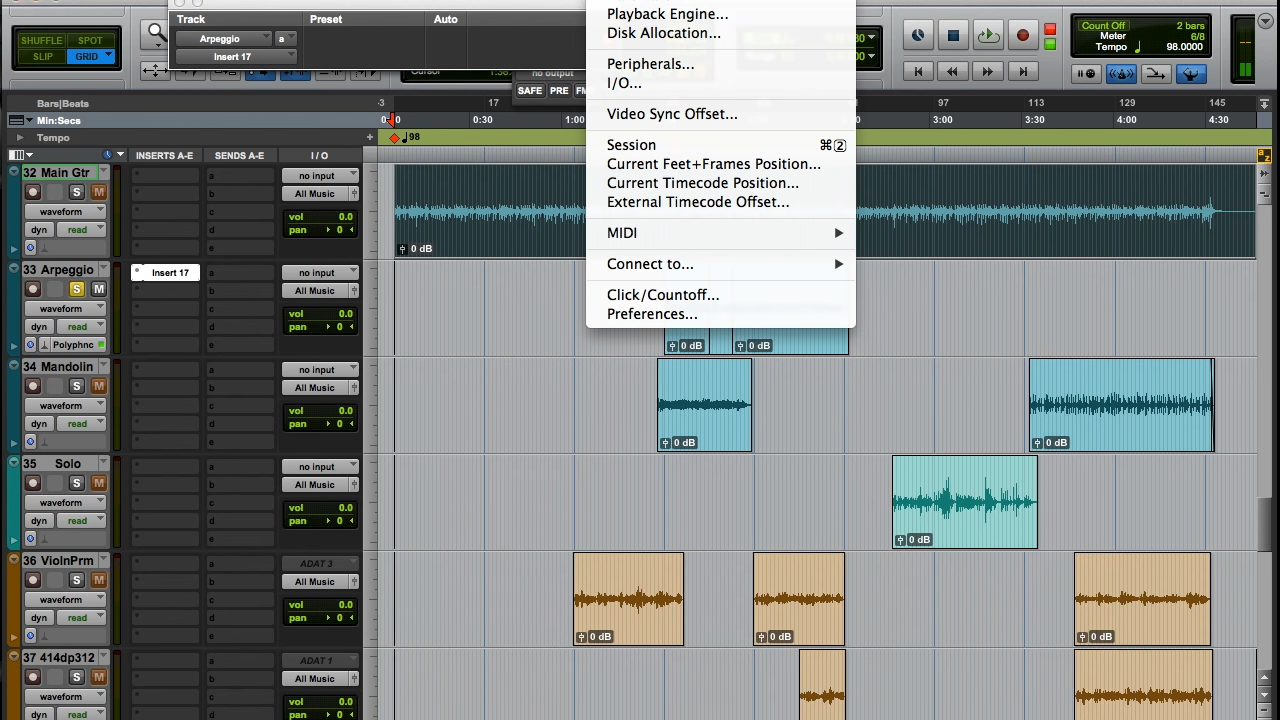 Track Preset Auto
Arpeggio a
Insert 17
SHUFFLE SPOT
SLIP GRID
Cursor
no output
SAFE PRE
Playback Engine...
Disk Allocation...
Peripherals...
I/O...
Video Sync Offset...
Session ⌘2
Current Feet+Frames Position...
Current Timecode Position...
External Timecode Offset...
MIDI
Connect to...
Click/Countoff...
Preferences...
Count Off 2 bars
Meter 6/8
Tempo 98.0000
Bars|Beats -3 17 97 113 129 145
Min:Secs 0:30 1:00 3:00 3:30 4:00 4:30
Tempo 98
INSERTS A-E SENDS A-E I / O
32 Main Gtr a no input
S M b All Music
waveform c vol 0.0
dyn read d pan 0
e
0 dB
33 Arpeggio Insert 17 a no input
S M b All Music
waveform c vol 0.0
dyn read d pan 0
Polyphnc e
0 dB 0 dB
34 Mandolin a no input
S M b All Music
waveform c vol 0.0
dyn read d pan 0
e
0 dB 0 dB
35 Solo a no input
S M b All Music
waveform c vol 0.0
dyn read d pan 0
e
0 dB
36 ViolnPrm a ADAT 3
S M b All Music
waveform c vol 0.0
dyn read d pan 0
e
0 dB 0 dB 0 dB
37 414dp312 a ADAT 1
S M b All Music
waveform c vol 0.0
dyn read d pan 0